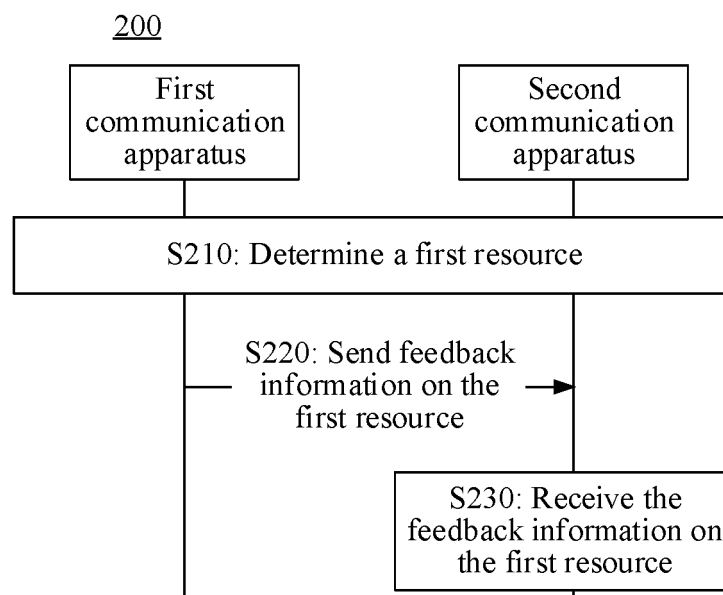 200
First
communication
apparatus
Second
communication
apparatus
S210: Determine a first resource
S220: Send feedback
information on the
first resource
S230: Receive the
feedback information on
the first resource